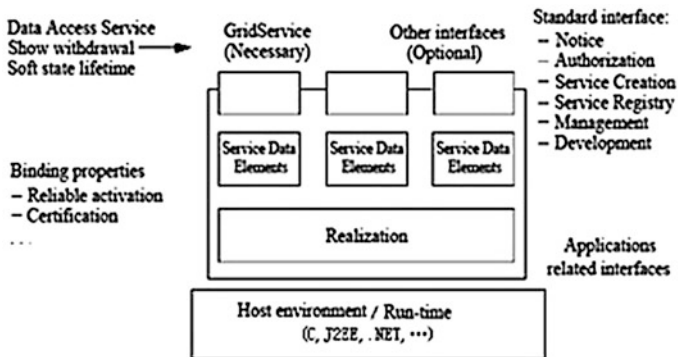 Data Access Service
Show withdrawal
Soft state lifetime
GridService
(Necessary)
Other interfaces
(Optional)
Standard interface:
– Notice
– Authorization
– Service Creation
– Service Registry
– Management
– Development
Service Data
Elements
Service Data
Elements
Service Data
Elements
Binding properties
– Reliable activation
– Certification
...
Realization
Applications
related interfaces
Host environment / Run-time
(C, J2EE, .NET, ...)